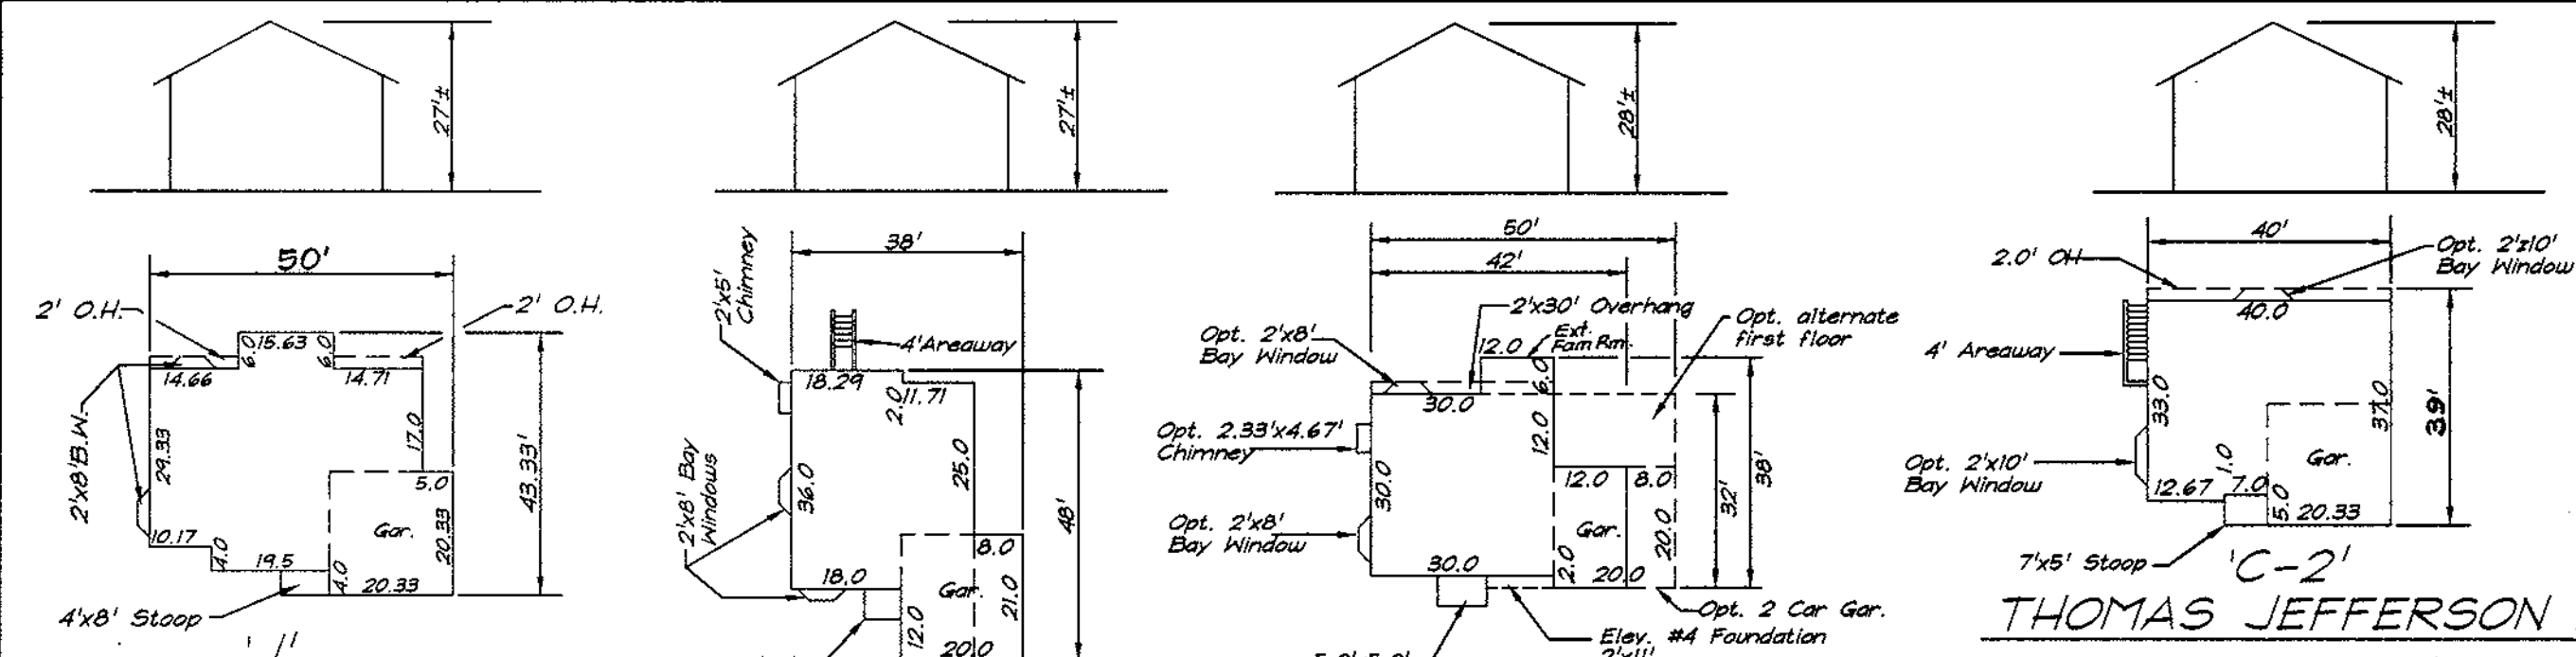 27'±
27'±
28'±
28'±
50'
2' O.H.
2' O.H.
6.0
15.63
6.0
14.66
14.71
2'x8' B.W.
29.33
17.0
43.33'
5.0
10.17
4.0
19.5
4.0
Gar.
20.33
20.33
4'x8' Stoop
38'
2'x5'
Chimney
4' Areaway
18.29
2.0
11.71
2'x8' Bay
Windows
36.0
25.0
48'
8.0
18.0
Gar.
21.0
12.0
20.0
50'
42'
2'x30' Overhang
Opt. 2'x8'
Bay Window
12.0
Ext.
Fam Rm.
Opt. alternate
first floor
6.0
30.0
Opt. 2.33'x4.67'
Chimney
12.0
30.0
12.0
8.0
32'
38'
Opt. 2'x8'
Bay Window
Gar.
20.0
30.0
2.0
20.0
Opt. 2 Car Gar.
Elev. #4 Foundation
2'x11'
40'
2.0' OH
Opt. 2'z10'
Bay Window
40.0
4' Areaway
33.0
37.0
39'
Opt. 2'x10'
Bay Window
1.0
Gar.
12.67
7.0
5.0
20.33
7'x5' Stoop
'C-2'
THOMAS JEFFERSON